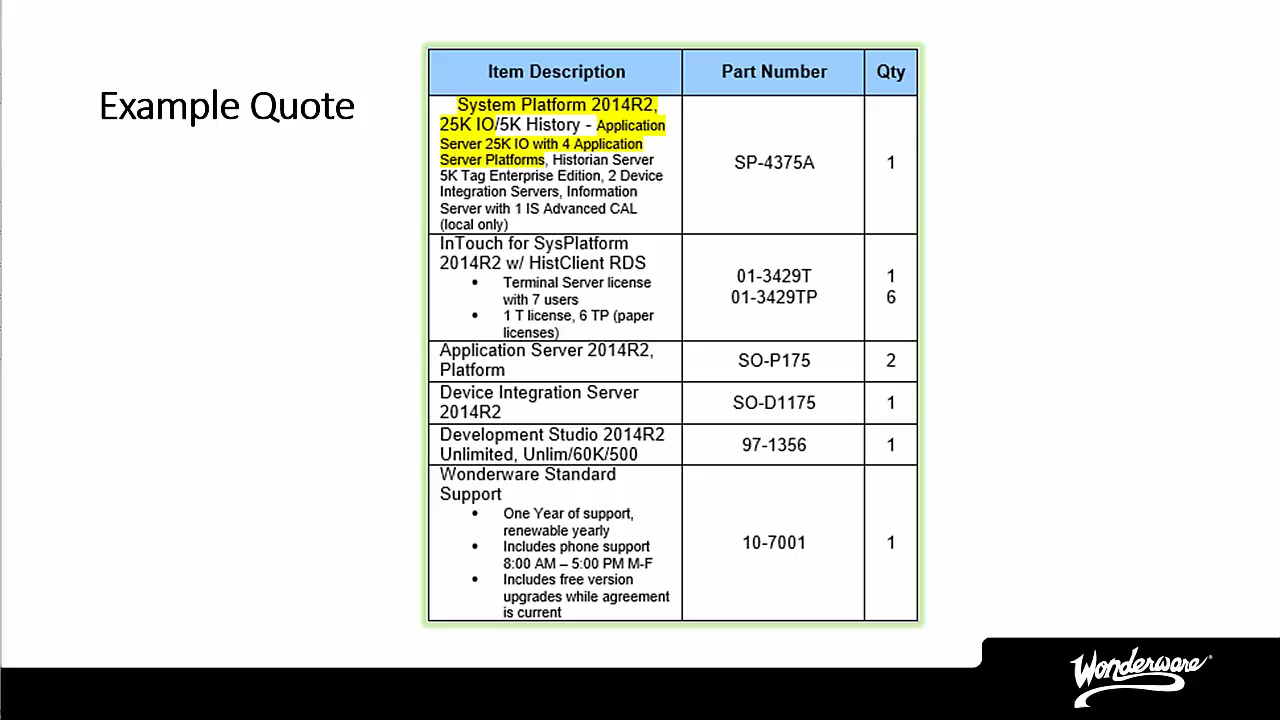 Example Quote
Item Description Part Number Qty
System Platform 2014R2,
25K IO/5K History - Application
Server 25K IO with 4 Application
Server Platforms, Historian Server
5K Tag Enterprise Edition, 2 Device
Integration Servers, Information
Server with 1 IS Advanced CAL
(local only)
SP-4375A 1
InTouch for SysPlatform
2014R2 w/ HistClient RDS
• Terminal Server license
with 7 users
• 1 T license, 6 TP (paper
licenses)
01-3429T 1
01-3429TP 6
Application Server 2014R2,
Platform
SO-P175 2
Device Integration Server
2014R2
SO-D1175 1
Development Studio 2014R2
Unlimited, Unlim/60K/500
97-1356 1
Wonderware Standard
Support
• One Year of support,
renewable yearly
• Includes phone support
8:00 AM – 5:00 PM M-F
• Includes free version
upgrades while agreement
is current
10-7001 1
Wonderware